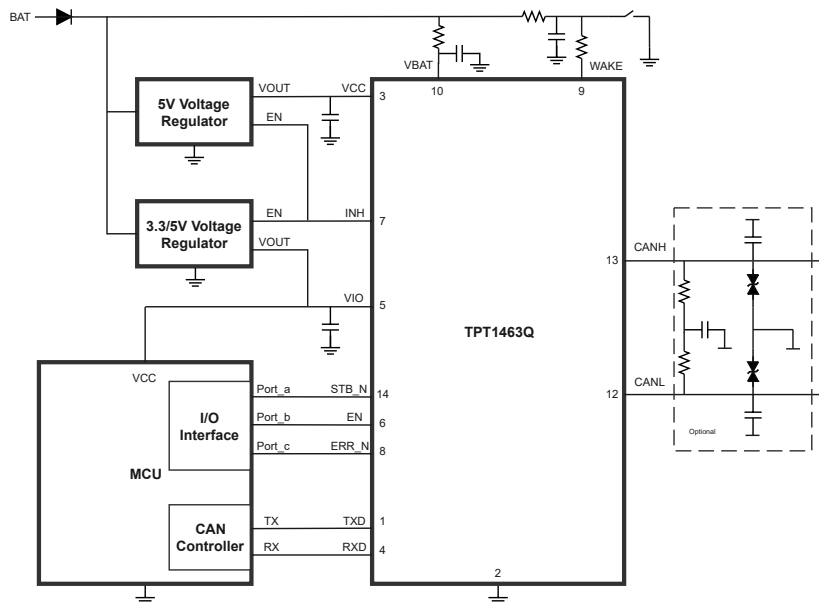 BAT
VBAT
WAKE
10
9
5V Voltage
Regulator
VOUT
VCC
3
EN
3.3/5V Voltage
Regulator
EN
INH
7
VOUT
VIO
5
TPT1463Q
13
CANH
12
CANL
Optional
VCC
I/O
Interface
MCU
CAN
Controller
Port_a
STB_N
14
Port_b
EN
6
Port_c
ERR_N
8
TX
TXD
1
RX
RXD
4
2